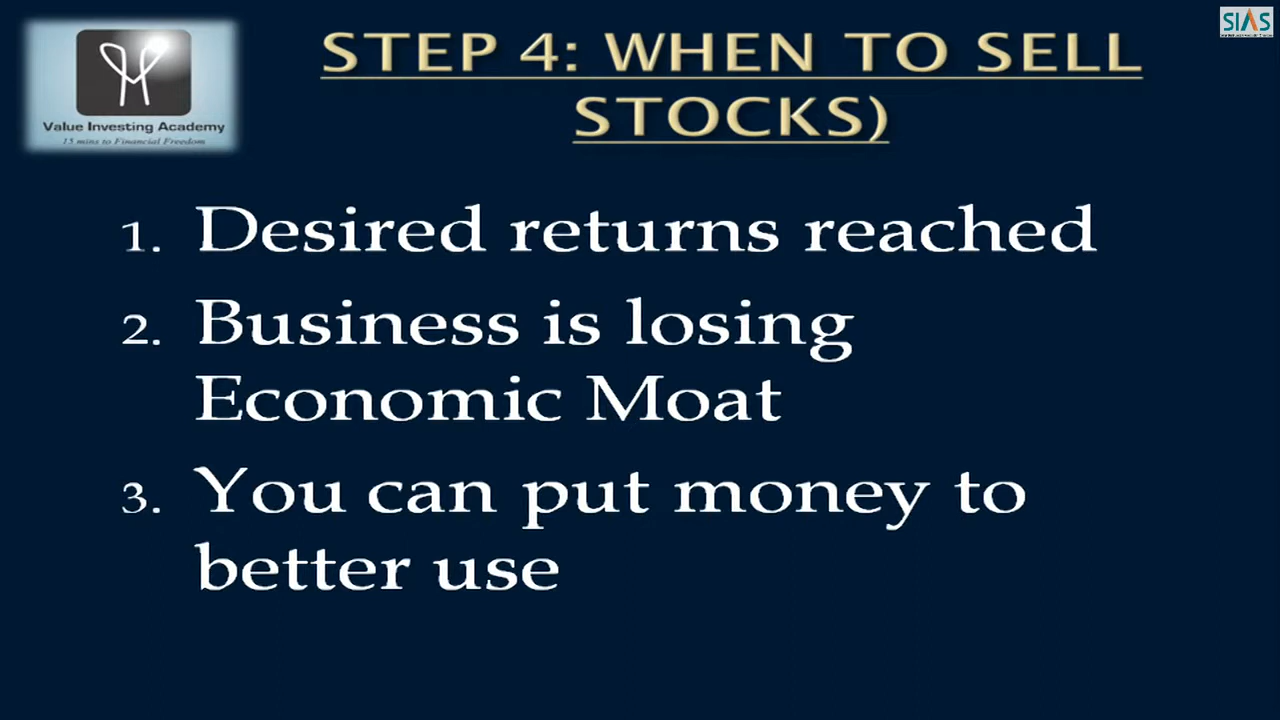 SIAS
STEP 4: WHEN TO SELL
STOCKS)
Value Investing Academy
15 mins to Financial Freedom
1. Desired returns reached
2. Business is losing
Economic Moat
3. You can put money to
better use